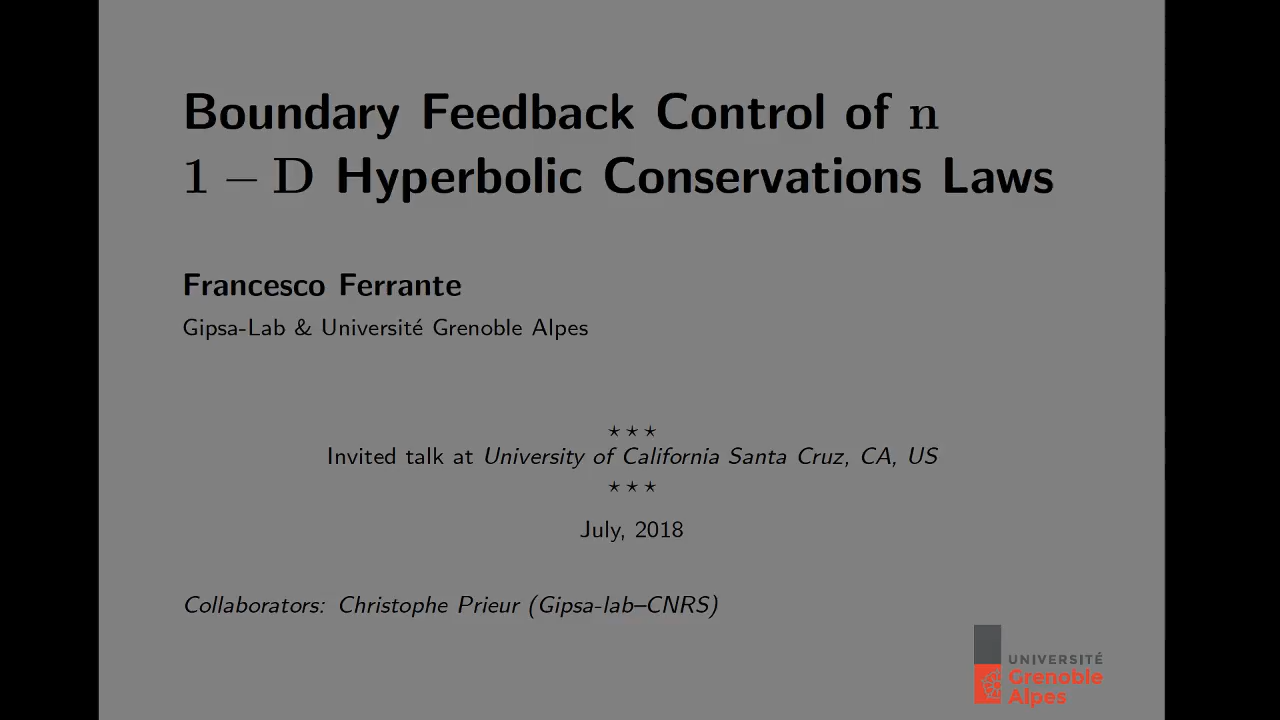 Boundary Feedback Control of n
1 − D Hyperbolic Conservations Laws
Francesco Ferrante
Gipsa-Lab & Université Grenoble Alpes
⋆⋆⋆
Invited talk at University of California Santa Cruz, CA, US
⋆⋆⋆
July, 2018
Collaborators: Christophe Prieur (Gipsa-lab–CNRS)
UNIVERSITÉ
Grenoble
Alpes